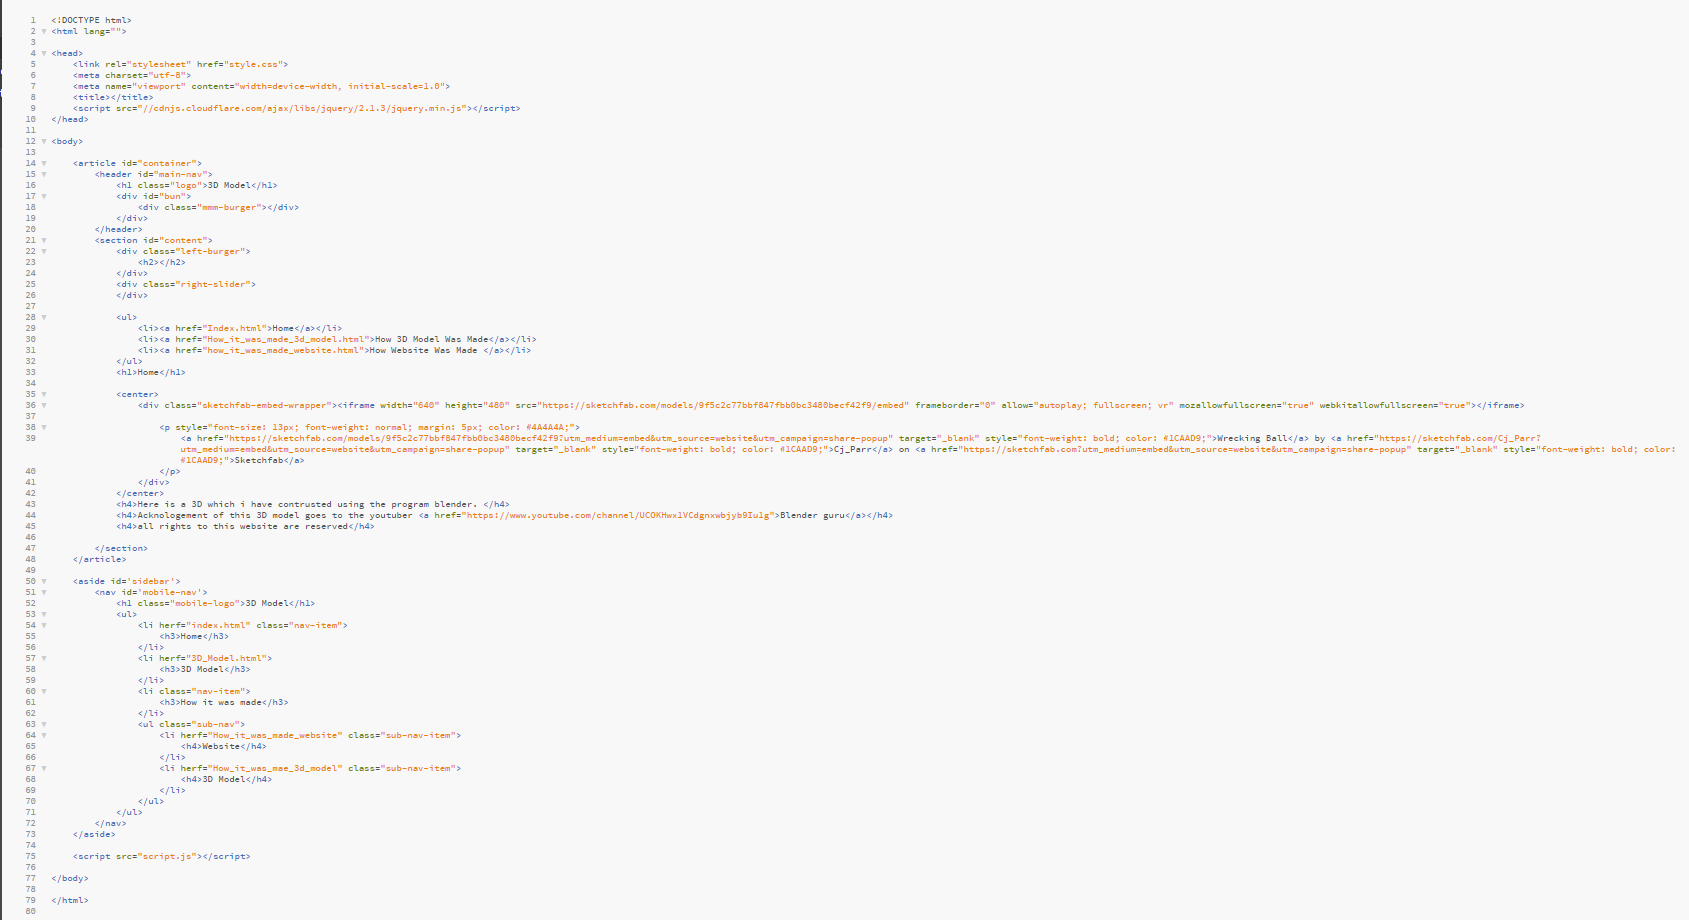 1 <!DOCTYPE html>
2 <html lang="">
3
4 <head>
5 <link rel="stylesheet" href="style.css">
6 <meta charset="utf-8">
7 <meta name="viewport" content="width=device-width, initial-scale=1.0">
8 <title></title>
9 <script src="//cdnjs.cloudflare.com/ajax/libs/jquery/2.1.3/jquery.min.js"></script>
10 </head>
11
12 <body>
13
14 <article id="container">
15 <header id="main-nav">
16 <h1 class="logo">3D Model</h1>
17 <div id="bun">
18 <div class="mmm-burger"></div>
19 </div>
20 </header>
21 <section id="content">
22 <div class="left-burger">
23 <h2></h2>
24 </div>
25 <div class="right-slider">
26 </div>
27
28 <ul>
29 <li><a href="Index.html">Home</a></li>
30 <li><a href="How_it_was_made_3d_model.html">How 3D Model Was Made</a></li>
31 <li><a href="how_it_was_made_website.html">How Website Was Made </a></li>
32 </ul>
33 <h1>Home</h1>
34
35 <center>
36 <div class="sketchfab-embed-wrapper"><iframe width="640" height="480" src="https://sketchfab.com/models/9f5c2c77bbf847fbb0bc3480becf42f9/embed" frameborder="0" allow="autoplay; fullscreen; vr" mozallowfullscreen="true" webkitallowfullscreen="true"></iframe>
37
38 <p style="font-size: 13px; font-weight: normal; margin: 5px; color: #4A4A4A;">
39 <a href="https://sketchfab.com/models/9f5c2c77bbf847fbb0bc3480becf42f9?utm_medium=embed&utm_source=website&utm_campaign=share-popup" target="_blank" style="font-weight: bold; color: #1CAAD9;">Wrecking Ball</a> by <a href="https://sketchfab.com/Cj_Parr?
utm_medium=embed&utm_source=website&utm_campaign=share-popup" target="_blank" style="font-weight: bold; color: #1CAAD9;">Cj_Parr</a> on <a href="https://sketchfab.com?utm_medium=embed&utm_source=website&utm_campaign=share-popup" target="_blank" style="font-weight: bold; color:
#1CAAD9;">Sketchfab</a>
40 </p>
41 </div>
42 </center>
43 <h4>Here is a 3D which i have contrusted using the program blender. </h4>
44 <h4>Acknologement of this 3D model goes to the youtuber <a href="https://www.youtube.com/channel/UCOKHwx1VCdgnxwbjyb9Iu1g">Blender guru</a></h4>
45 <h4>all rights to this website are reserved</h4>
46
47 </section>
48 </article>
49
50 <aside id='sidebar'>
51 <nav id='mobile-nav'>
52 <h1 class="mobile-logo">3D Model</h1>
53 <ul>
54 <li herf="index.html" class="nav-item">
55 <h3>Home</h3>
56 </li>
57 <li herf="3D_Model.html">
58 <h3>3D Model</h3>
59 </li>
60 <li class="nav-item">
61 <h3>How it was made</h3>
62 </li>
63 <ul class="sub-nav">
64 <li herf="How_it_was_made_website" class="sub-nav-item">
65 <h4>Website</h4>
66 </li>
67 <li herf="How_it_was_mae_3d_model" class="sub-nav-item">
68 <h4>3D Model</h4>
69 </li>
70 </ul>
71 </ul>
72 </nav>
73 </aside>
74
75 <script src="script.js"></script>
76
77 </body>
78
79 </html>
80